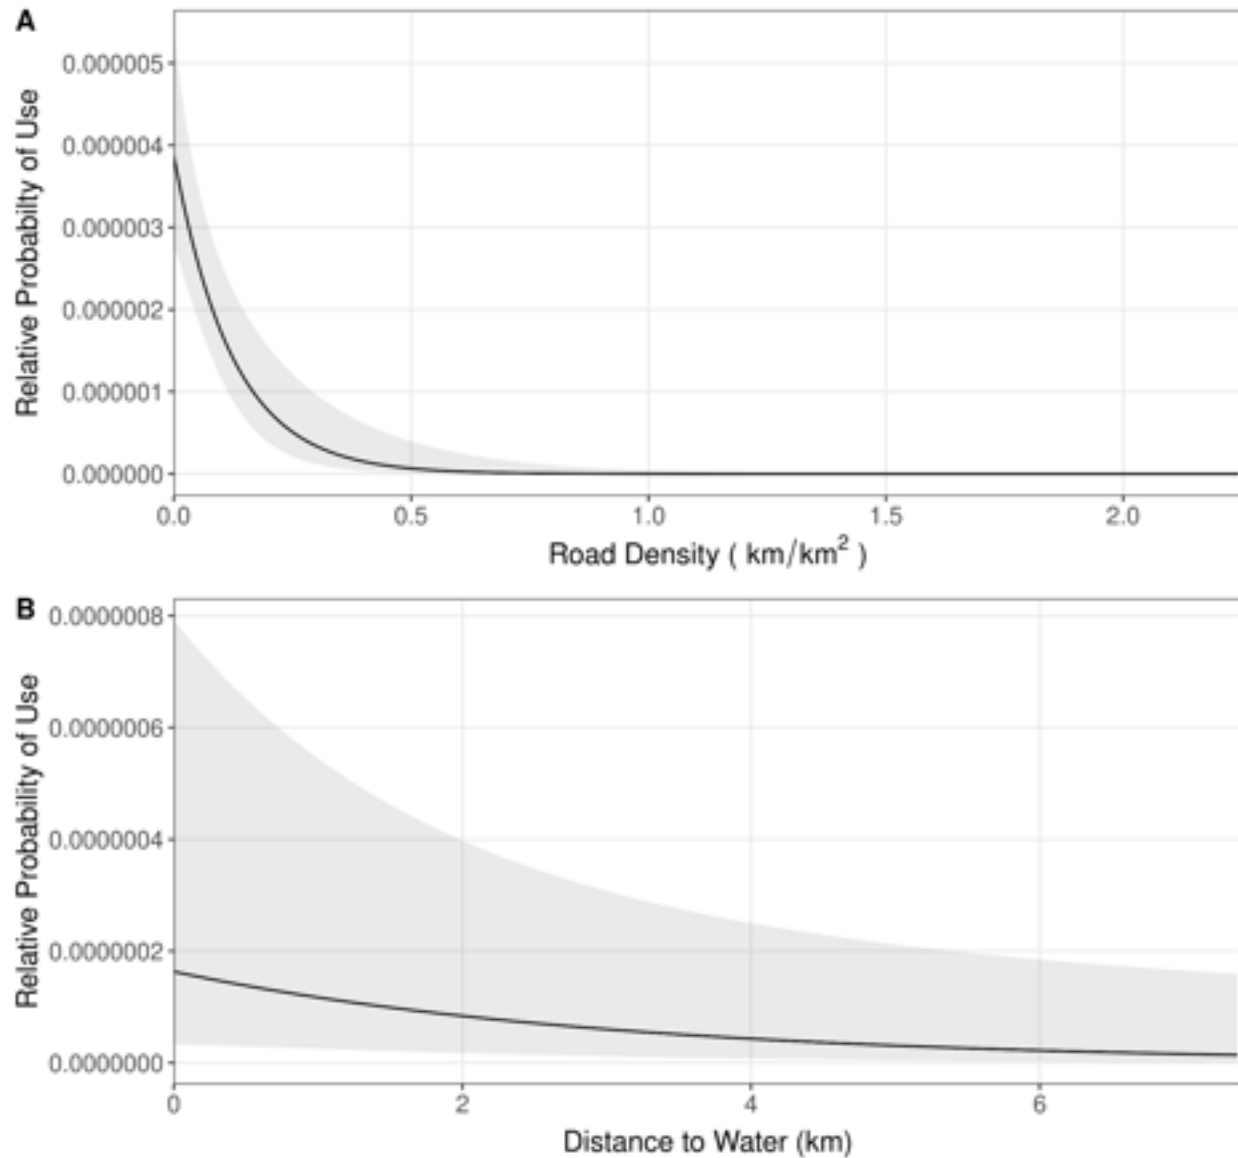 A
Relative Probabilty of Use
0.000005
0.000004
0.000003
0.000002
0.000001
0.000000
0.0 0.5 1.0 1.5 2.0
Road Density ( km/km² )
B
Relative Probability of Use
0.0000008
0.0000006
0.0000004
0.0000002
0.0000000
0 2 4 6
Distance to Water (km)